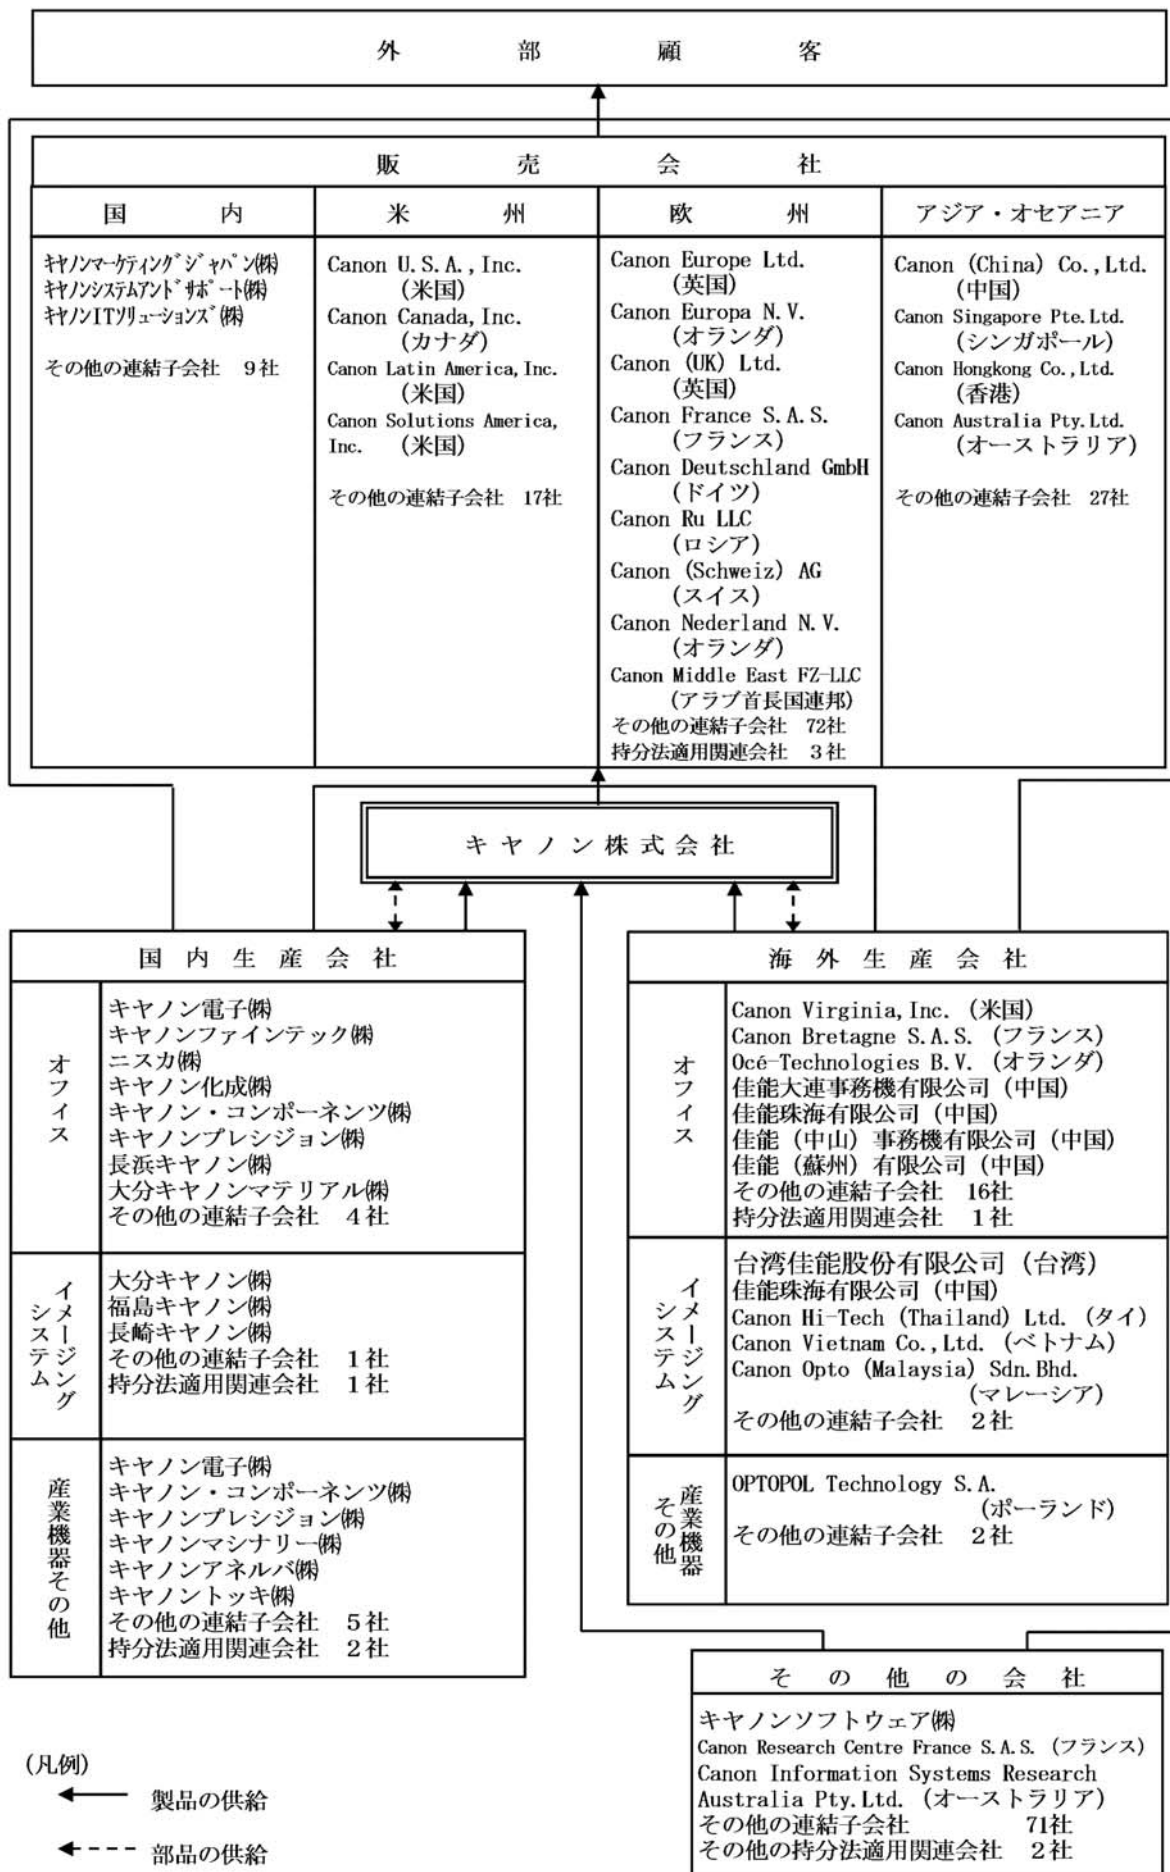 外部顧客
販売会社
国内
キヤノンマーケティングジャパン㈱
キヤノンシステムアンドサポート㈱
キヤノンITソリューションズ㈱
その他の連結子会社 9社
米州
Canon U.S.A., Inc.
(米国)
Canon Canada, Inc.
(カナダ)
Canon Latin America, Inc.
(米国)
Canon Solutions America,
Inc. (米国)
その他の連結子会社 17社
欧州
Canon Europe Ltd.
(英国)
Canon Europa N.V.
(オランダ)
Canon (UK) Ltd.
(英国)
Canon France S.A.S.
(フランス)
Canon Deutschland GmbH
(ドイツ)
Canon Ru LLC
(ロシア)
Canon (Schweiz) AG
(スイス)
Canon Nederland N.V.
(オランダ)
Canon Middle East FZ-LLC
(アラブ首長国連邦)
その他の連結子会社 72社
持分法適用関連会社 3社
アジア・オセアニア
Canon (China) Co., Ltd.
(中国)
Canon Singapore Pte. Ltd.
(シンガポール)
Canon Hongkong Co., Ltd.
(香港)
Canon Australia Pty. Ltd.
(オーストラリア)
その他の連結子会社 27社
キヤノン株式会社
国内生産会社
オフィス
キヤノン電子㈱
キヤノンファインテック㈱
ニスカ㈱
キヤノン化成㈱
キヤノン・コンポーネンツ㈱
キヤノンプレシジョン㈱
長浜キヤノン㈱
大分キヤノンマテリアル㈱
その他の連結子会社 4社
イメージング
システム
大分キヤノン㈱
福島キヤノン㈱
長崎キヤノン㈱
その他の連結子会社 1社
持分法適用関連会社 1社
産業機器その他
キヤノン電子㈱
キヤノン・コンポーネンツ㈱
キヤノンプレシジョン㈱
キヤノンマシナリー㈱
キヤノンアネルバ㈱
キヤノントッキ㈱
その他の連結子会社 5社
持分法適用関連会社 2社
海外生産会社
オフィス
Canon Virginia, Inc. (米国)
Canon Bretagne S.A.S. (フランス)
Océ-Technologies B.V. (オランダ)
佳能大連事務機有限公司 (中国)
佳能珠海有限公司 (中国)
佳能（中山）事務機有限公司 (中国)
佳能（蘇州）有限公司 (中国)
その他の連結子会社 16社
持分法適用関連会社 1社
イメージング
システム
台湾佳能股份有限公司 (台湾)
佳能珠海有限公司 (中国)
Canon Hi-Tech (Thailand) Ltd. (タイ)
Canon Vietnam Co., Ltd. (ベトナム)
Canon Opto (Malaysia) Sdn. Bhd.
(マレーシア)
その他の連結子会社 2社
産業機器
その他
OPTOPOL Technology S.A.
(ポーランド)
その他の連結子会社 2社
その他の会社
キヤノンソフトウェア㈱
Canon Research Centre France S.A.S. (フランス)
Canon Information Systems Research
Australia Pty. Ltd. (オーストラリア)
その他の連結子会社 71社
その他の持分法適用関連会社 2社
(凡例)
製品の供給
部品の供給